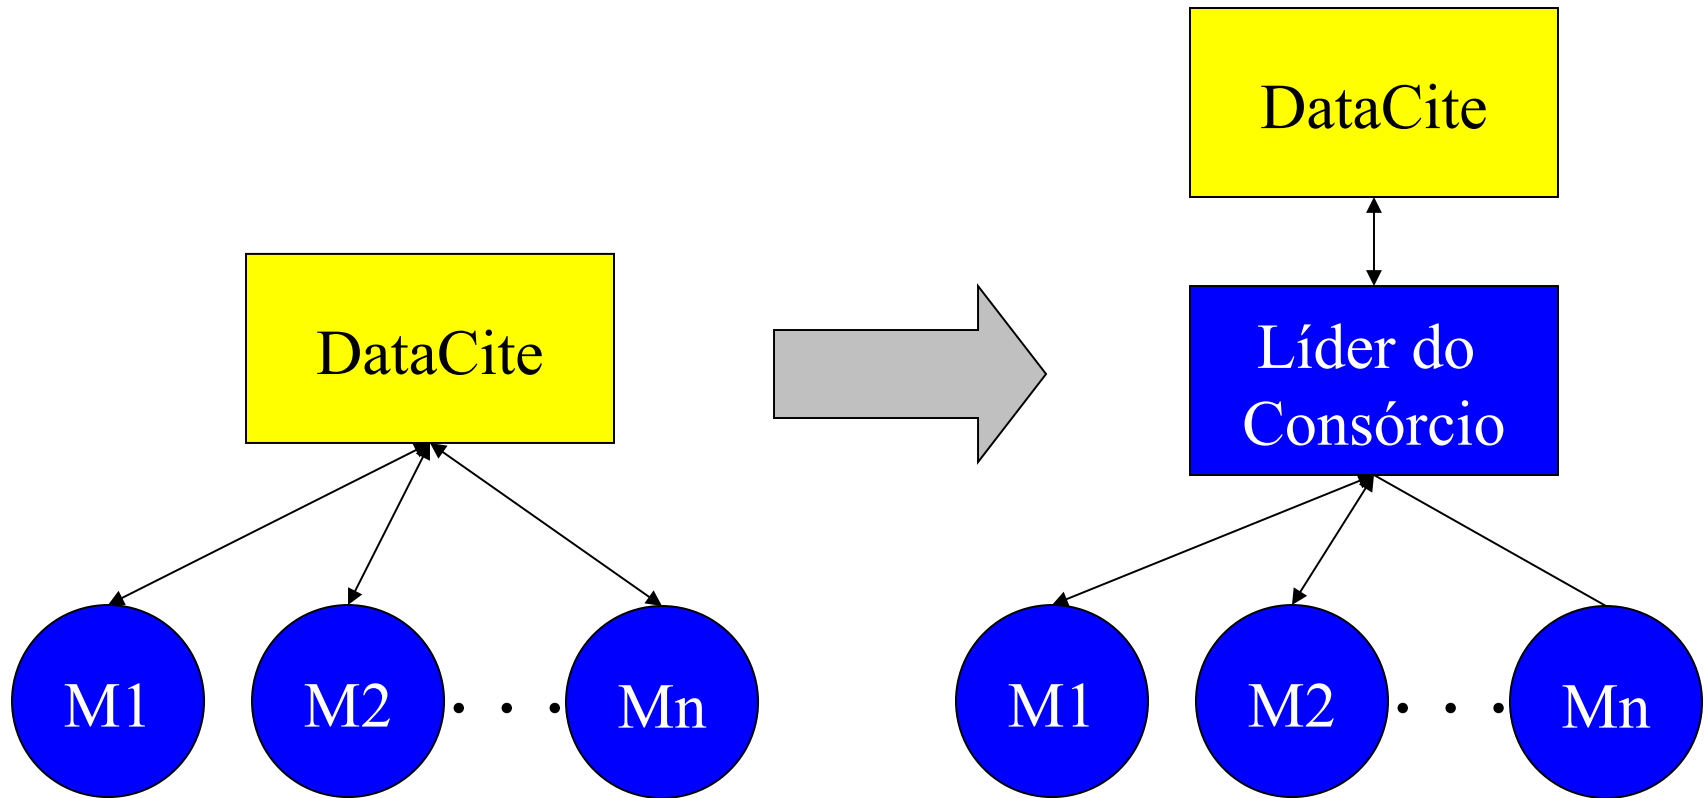 DataCite
M1
M2
. . .
Mn
DataCite
Líder do
Consórcio
M1
M2
. . .
Mn